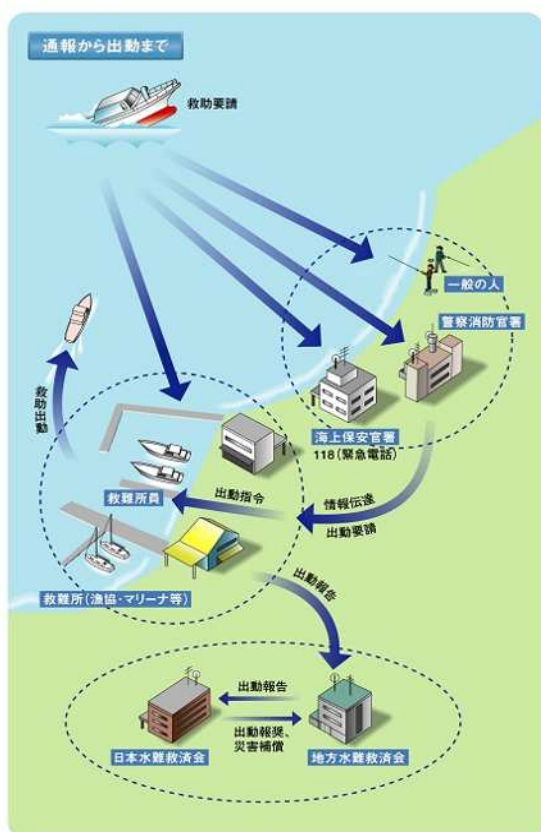 通報から出動まで
救助要請
一般の人
警察消防官署
海上保安官署
118(緊急電話)
救助出動
救難所員
出動指令
情報伝達
出動要請
救難所(漁協・マリーナ等)
出動報告
出動報告
出動報奨、
災害補償
日本水難救済会
地方水難救済会